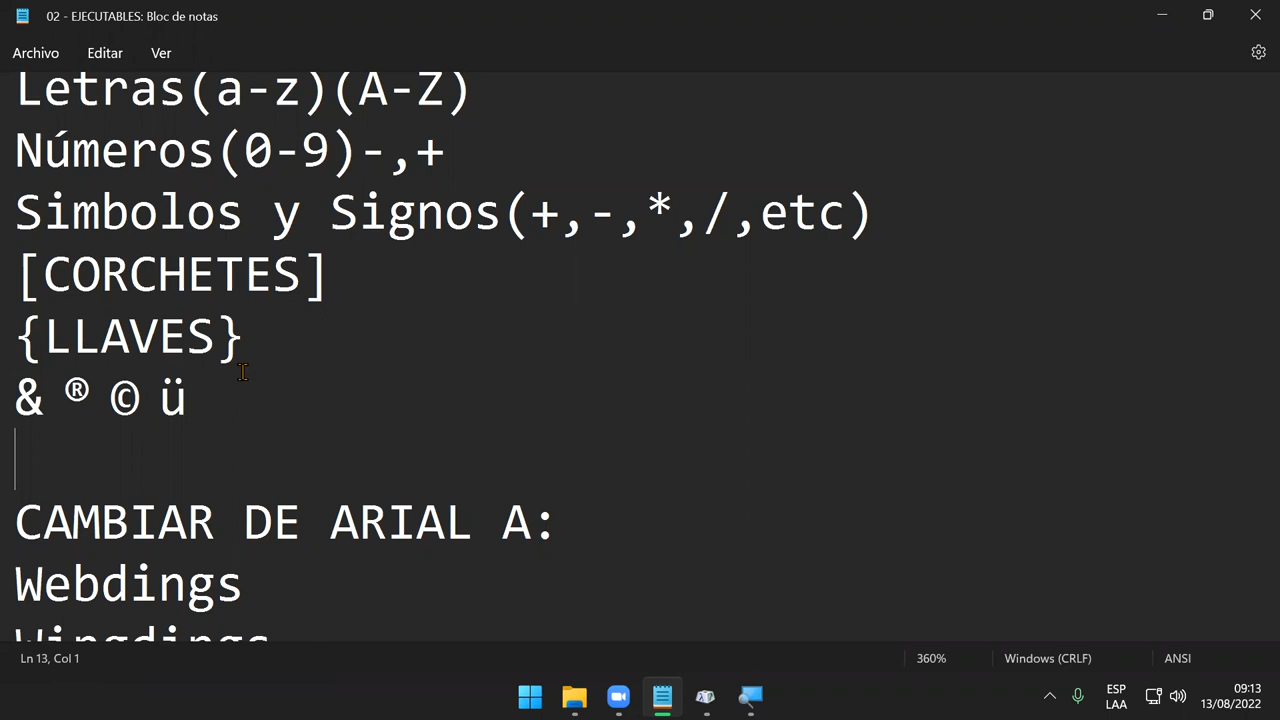 02 - EJECUTABLES: Bloc de notas
Archivo Editar Ver
Letras(a-z)(A-Z)
Números(0-9)-,+
Simbolos y Signos(+,-,*,/,etc)
[CORCHETES]
{LLAVES}
& ® © ü
CAMBIAR DE ARIAL A:
Webdings
Wingdings
Ln 13, Col 1 360% Windows (CRLF) ANSI
ESP 09:13
LAA 13/08/2022